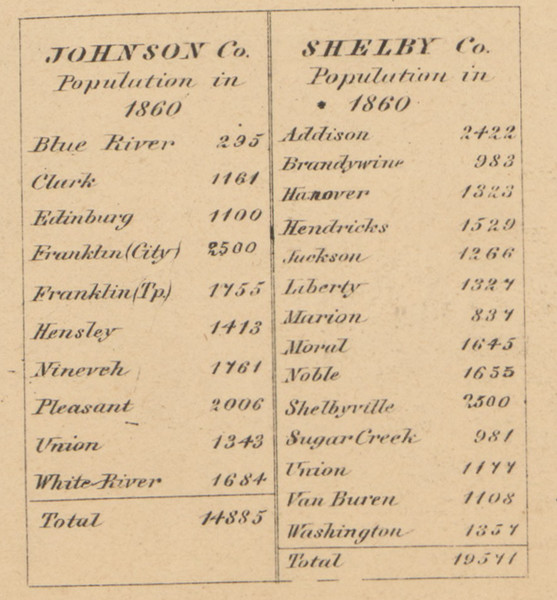 JOHNSON Co.
Population in
1860
Blue River 295
Clark 1161
Edinburg 1100
Franklin (City) 2500
Franklin (Tp.) 1755
Hensley 1413
Nineveh 1761
Pleasant 2006
Union 1343
White River 1684
Total 14885
SHELBY Co.
Population in
1860
Addison 2422
Brandywine 983
Hanover 1323
Hendricks 1529
Jackson 1266
Liberty 1327
Marion 837
Moral 1645
Noble 1655
Shelbyville 2500
Sugar Creek 981
Union 1177
Van Buren 1108
Washington 1357
Total 19571